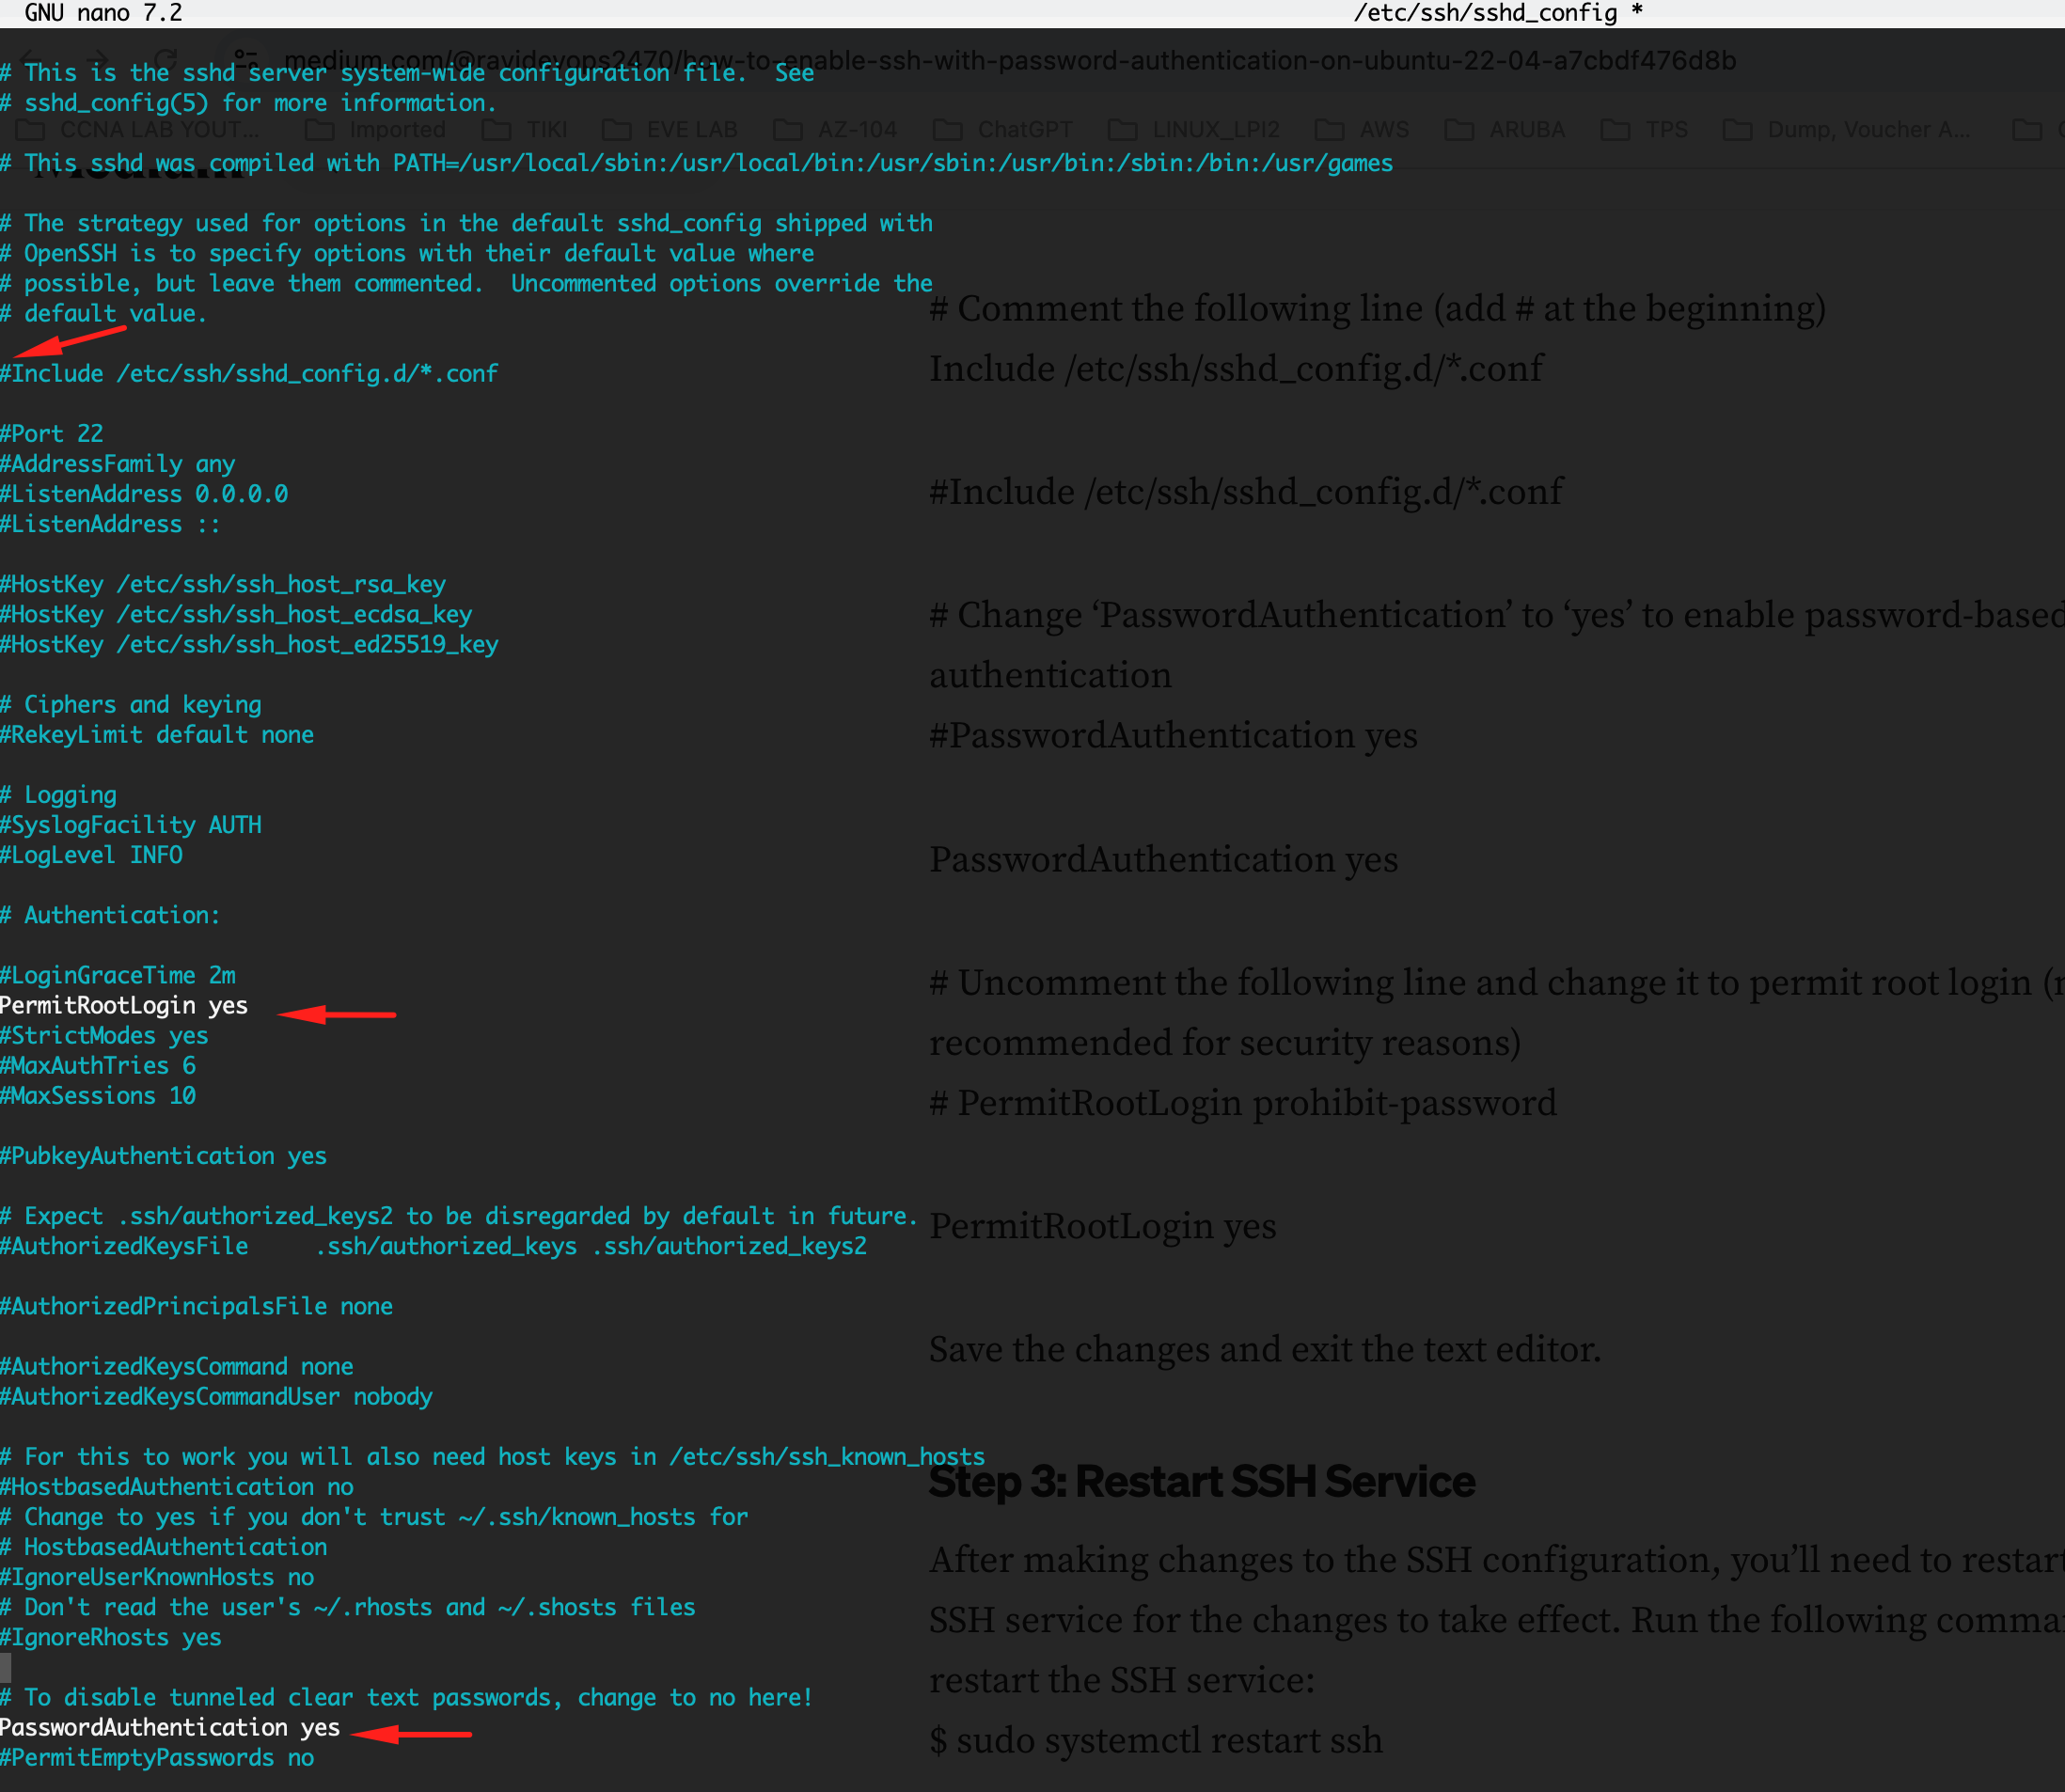 GNU nano 7.2
/etc/ssh/sshd_config *
medium.com/@ravidevops2470/how-to-enable-ssh-with-password-authentication-on-ubuntu-22-04-a7cbdf476d8b
CCNA LAB YOUT...
Imported
TIKI
EVE LAB
AZ-104
ChatGPT
LINUX_LPI2
AWS
ARUBA
TPS
Dump, Voucher A...
# This is the sshd server system-wide configuration file.  See
# sshd_config(5) for more information.
# This sshd was compiled with PATH=/usr/local/sbin:/usr/local/bin:/usr/sbin:/usr/bin:/sbin:/bin:/usr/games
# The strategy used for options in the default sshd_config shipped with
# OpenSSH is to specify options with their default value where
# possible, but leave them commented.  Uncommented options override the
# default value.
#Include /etc/ssh/sshd_config.d/*.conf
#Port 22
#AddressFamily any
#ListenAddress 0.0.0.0
#ListenAddress ::
#HostKey /etc/ssh/ssh_host_rsa_key
#HostKey /etc/ssh/ssh_host_ecdsa_key
#HostKey /etc/ssh/ssh_host_ed25519_key
# Ciphers and keying
#RekeyLimit default none
# Logging
#SyslogFacility AUTH
#LogLevel INFO
# Authentication:
#LoginGraceTime 2m
PermitRootLogin yes
#StrictModes yes
#MaxAuthTries 6
#MaxSessions 10
#PubkeyAuthentication yes
# Expect .ssh/authorized_keys2 to be disregarded by default in future.
#AuthorizedKeysFile     .ssh/authorized_keys .ssh/authorized_keys2
#AuthorizedPrincipalsFile none
#AuthorizedKeysCommand none
#AuthorizedKeysCommandUser nobody
# For this to work you will also need host keys in /etc/ssh/ssh_known_hosts
#HostbasedAuthentication no
# Change to yes if you don't trust ~/.ssh/known_hosts for
# HostbasedAuthentication
#IgnoreUserKnownHosts no
# Don't read the user's ~/.rhosts and ~/.shosts files
#IgnoreRhosts yes
# To disable tunneled clear text passwords, change to no here!
PasswordAuthentication yes
#PermitEmptyPasswords no
# Comment the following line (add # at the beginning)
Include /etc/ssh/sshd_config.d/*.conf
#Include /etc/ssh/sshd_config.d/*.conf
# Change ‘PasswordAuthentication’ to ‘yes’ to enable password-based
authentication
#PasswordAuthentication yes
PasswordAuthentication yes
# Uncomment the following line and change it to permit root login
recommended for security reasons)
# PermitRootLogin prohibit-password
PermitRootLogin yes
Save the changes and exit the text editor.
Step 3: Restart SSH Service
After making changes to the SSH configuration, you’ll need to restart
SSH service for the changes to take effect. Run the following
restart the SSH service:
$ sudo systemctl restart ssh